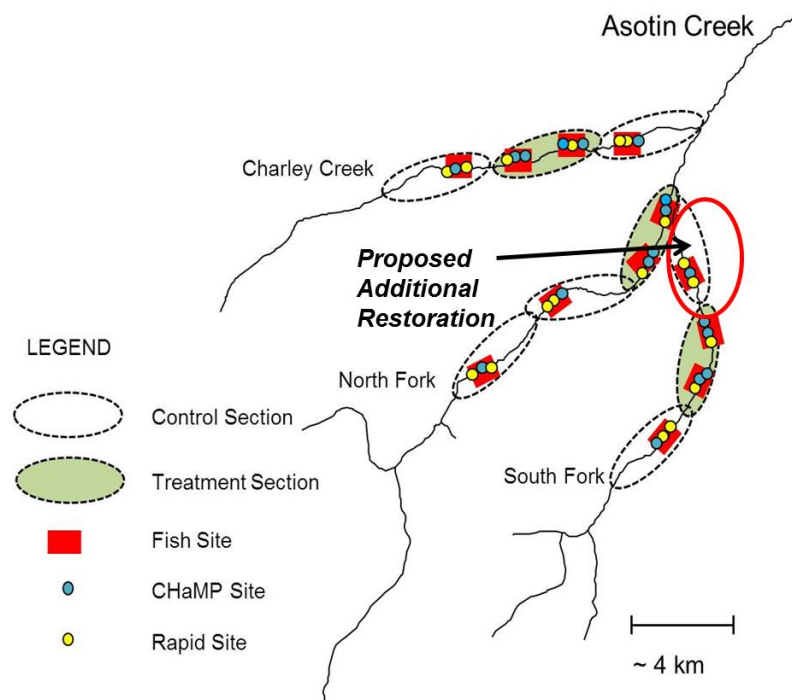 Asotin Creek
Charley Creek
Proposed
Additional
Restoration
LEGEND
North Fork
Control Section
South Fork
Treatment Section
Fish Site
CHaMP Site
Rapid Site
~ 4 km